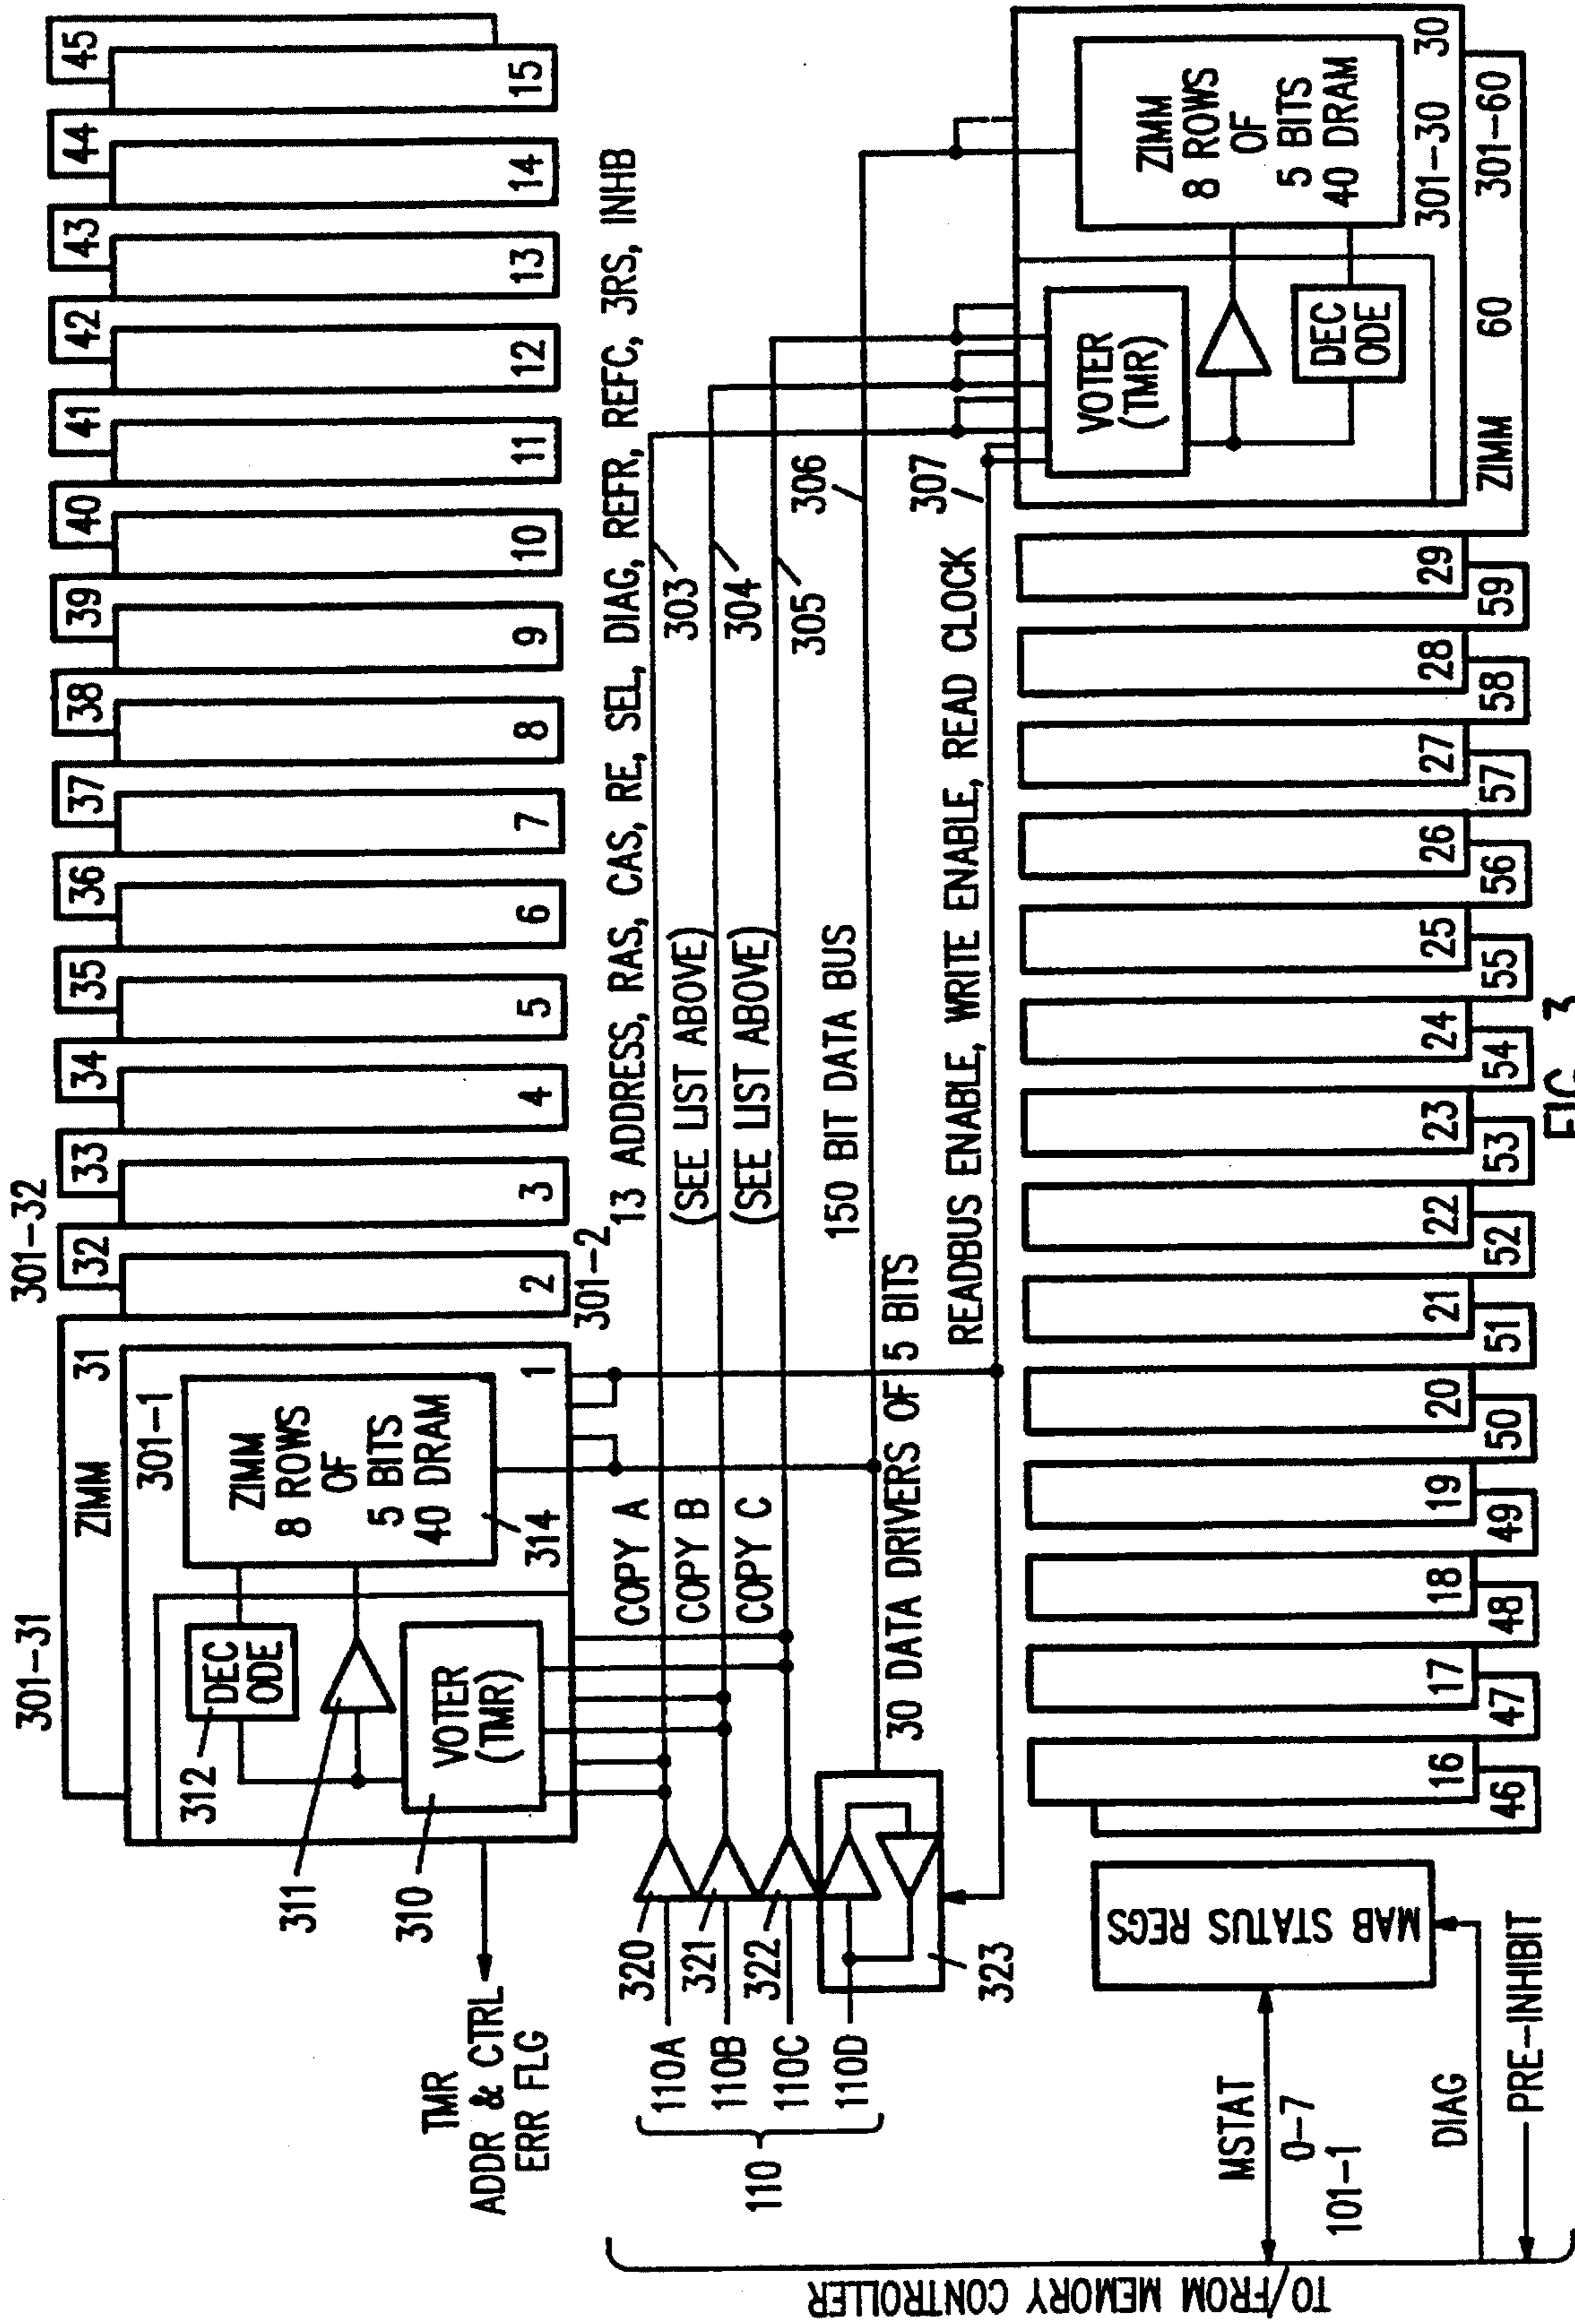 301-31
301-32
ZIMM 31
32
33
34
35
36
37
38
39
40
41
42
43
44
45
301-1
312
DEC
ODE
ZIMM
8 ROWS
OF
5 BITS
40 DRAM
311
310
VOTER
(TMR)
314
1
2
3
4
5
6
7
8
9
10
11
12
13
14
15
301-2
TMR
ADDR & CTRL
ERR FLG
320
321
322
323
110A
110B
110C
110D
110
COPY A
13 ADDRESS, RAS, CAS, RE, SEL, DIAG, REFR, REFC, 3RS, INHB
303
COPY B
(SEE LIST ABOVE)
304
COPY C
(SEE LIST ABOVE)
305
150 BIT DATA BUS
306
30 DATA DRIVERS OF 5 BITS
READBUS ENABLE, WRITE ENABLE, READ CLOCK
307
TO/FROM MEMORY CONTROLLER
MSTAT
0-7
101-1
DIAG
PRE-INHIBIT
MAB STATUS REGS
16
17
18
19
20
21
22
23
24
25
26
27
28
29
46
47
48
49
50
51
52
53
54
55
56
57
58
59
VOTER
(TMR)
DEC
ODE
ZIMM
8 ROWS
OF
5 BITS
40 DRAM
301-30 30
ZIMM 60 301-60
FIG. 3